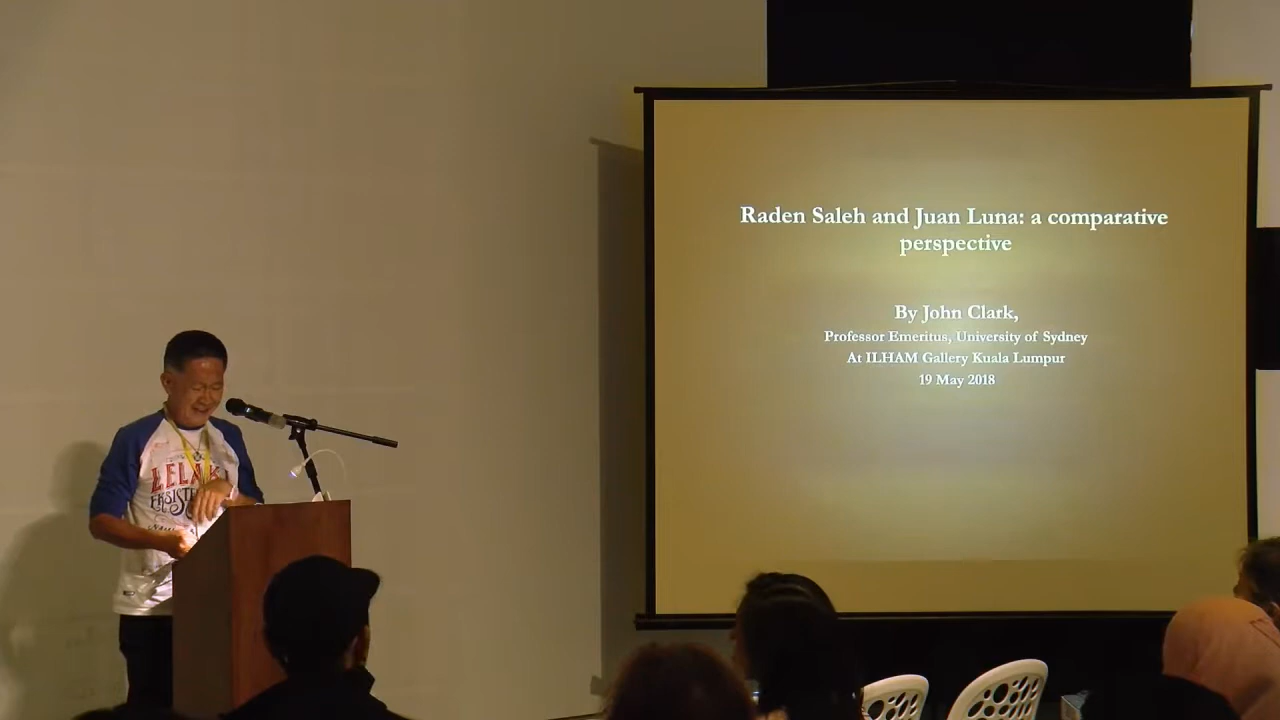 Raden Saleh and Juan Luna: a comparative
perspective
By John Clark,
Professor Emeritus, University of Sydney
At ILHAM Gallery Kuala Lumpur
19 May 2018
LELAKI